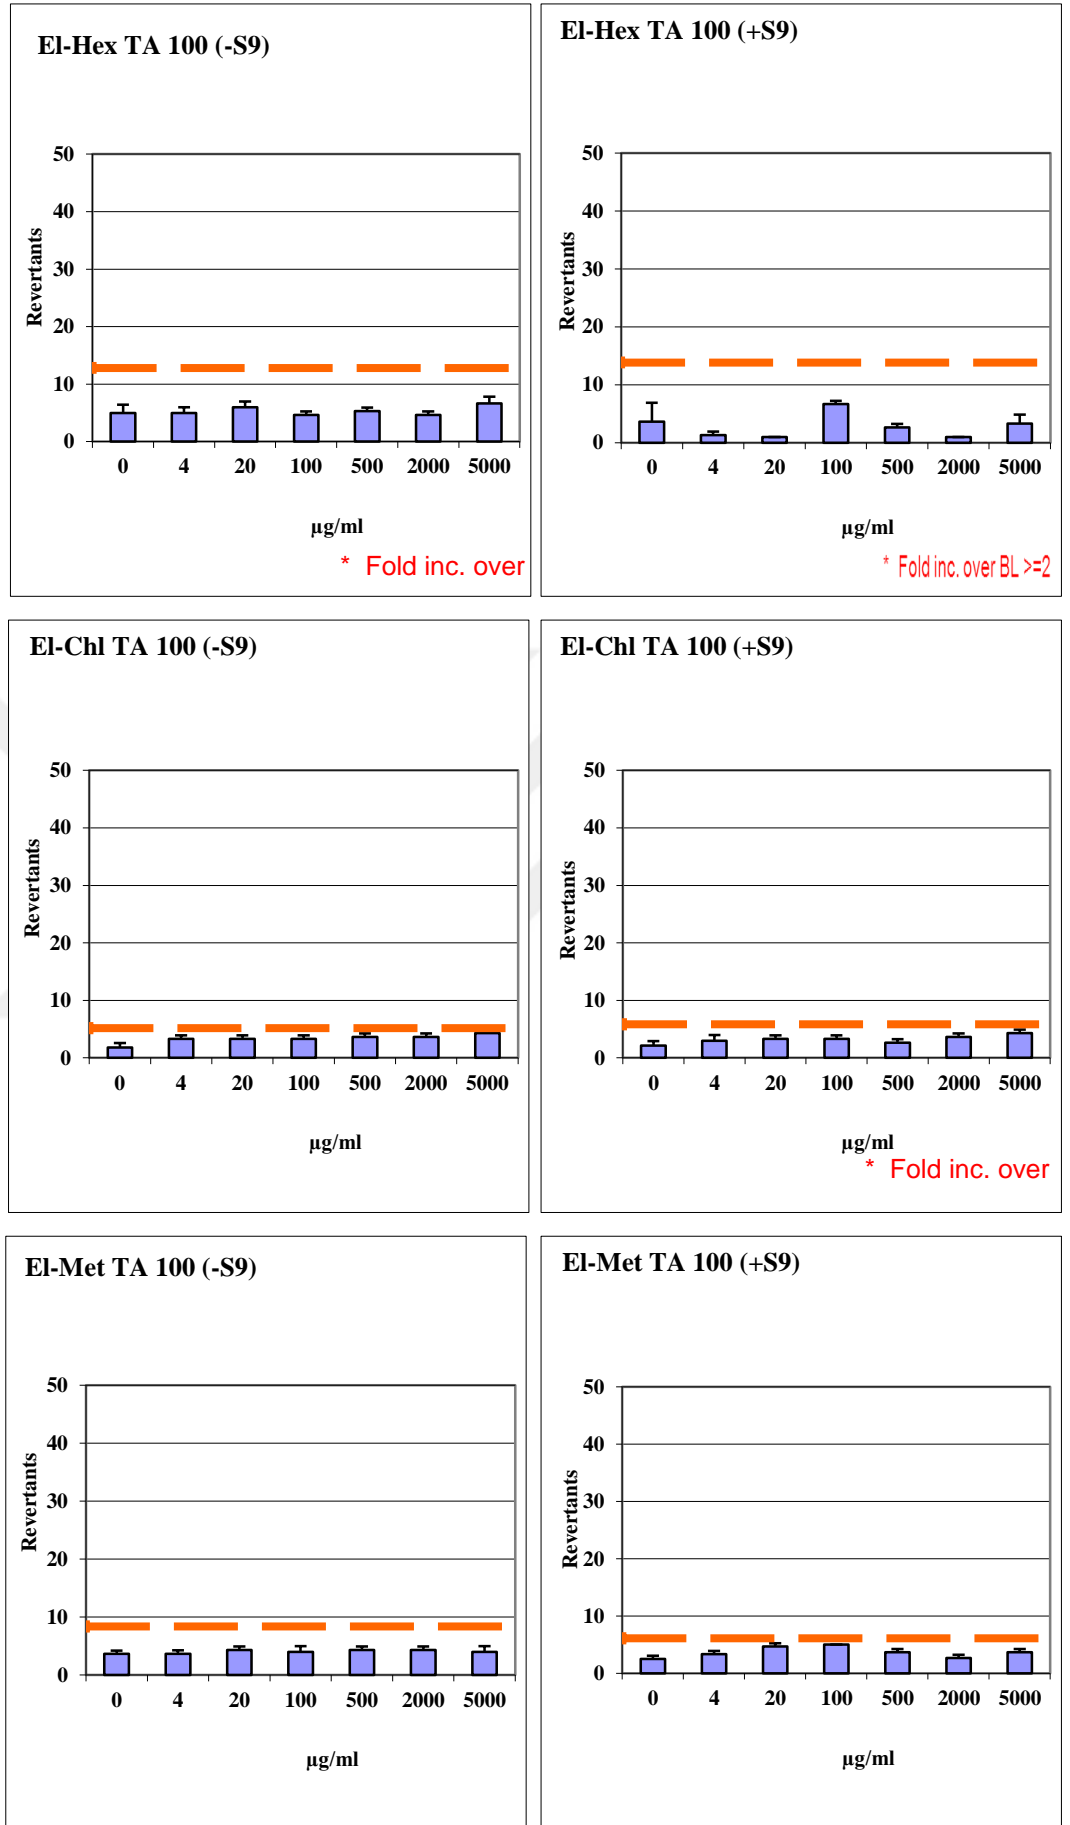 El-Hex TA 100 (-S9)
50
40
30
20
10
0
Revertants
0 4 20 100 500 2000 5000
µg/ml
* Fold inc. over
El-Hex TA 100 (+S9)
50
40
30
20
10
0
Revertants
0 4 20 100 500 2000 5000
µg/ml
* Fold inc. over BL >=2
El-Chl TA 100 (-S9)
50
40
30
20
10
0
Revertants
0 4 20 100 500 2000 5000
µg/ml
El-Chl TA 100 (+S9)
50
40
30
20
10
0
Revertants
0 4 20 100 500 2000 5000
µg/ml
* Fold inc. over
El-Met TA 100 (-S9)
50
40
30
20
10
0
Revertants
0 4 20 100 500 2000 5000
µg/ml
El-Met TA 100 (+S9)
50
40
30
20
10
0
Revertants
0 4 20 100 500 2000 5000
µg/ml